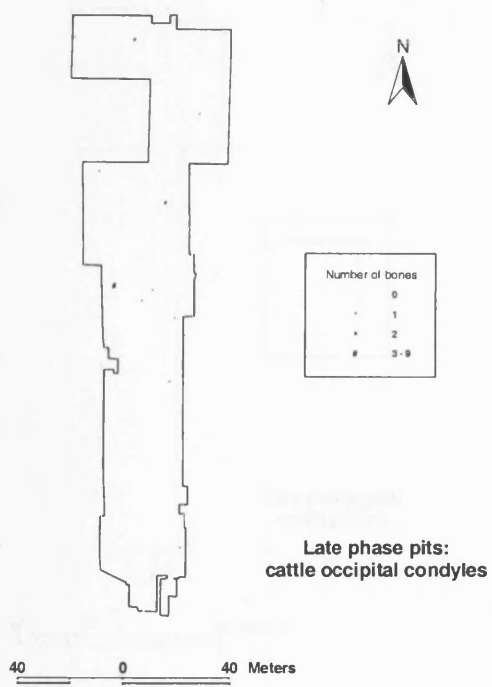 N
Number of bones
0
1
2
3-9
Late phase pits:
cattle occipital condyles
40 0 40 Meters